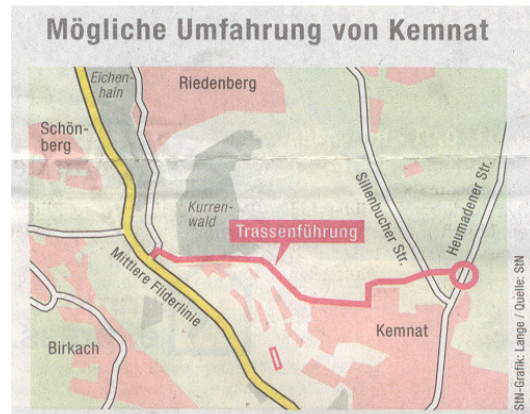 Mögliche Umfahrung von Kemnat
Eichen-
hain
Riedenberg
Schön-
berg
Kurren-
wald
Trassenführung
Sillenbucher Str.
Heumadener Str.
Mittlere Filderlinie
Birkach
Kemnat
StN-Grafik: Lange / Quelle: StN